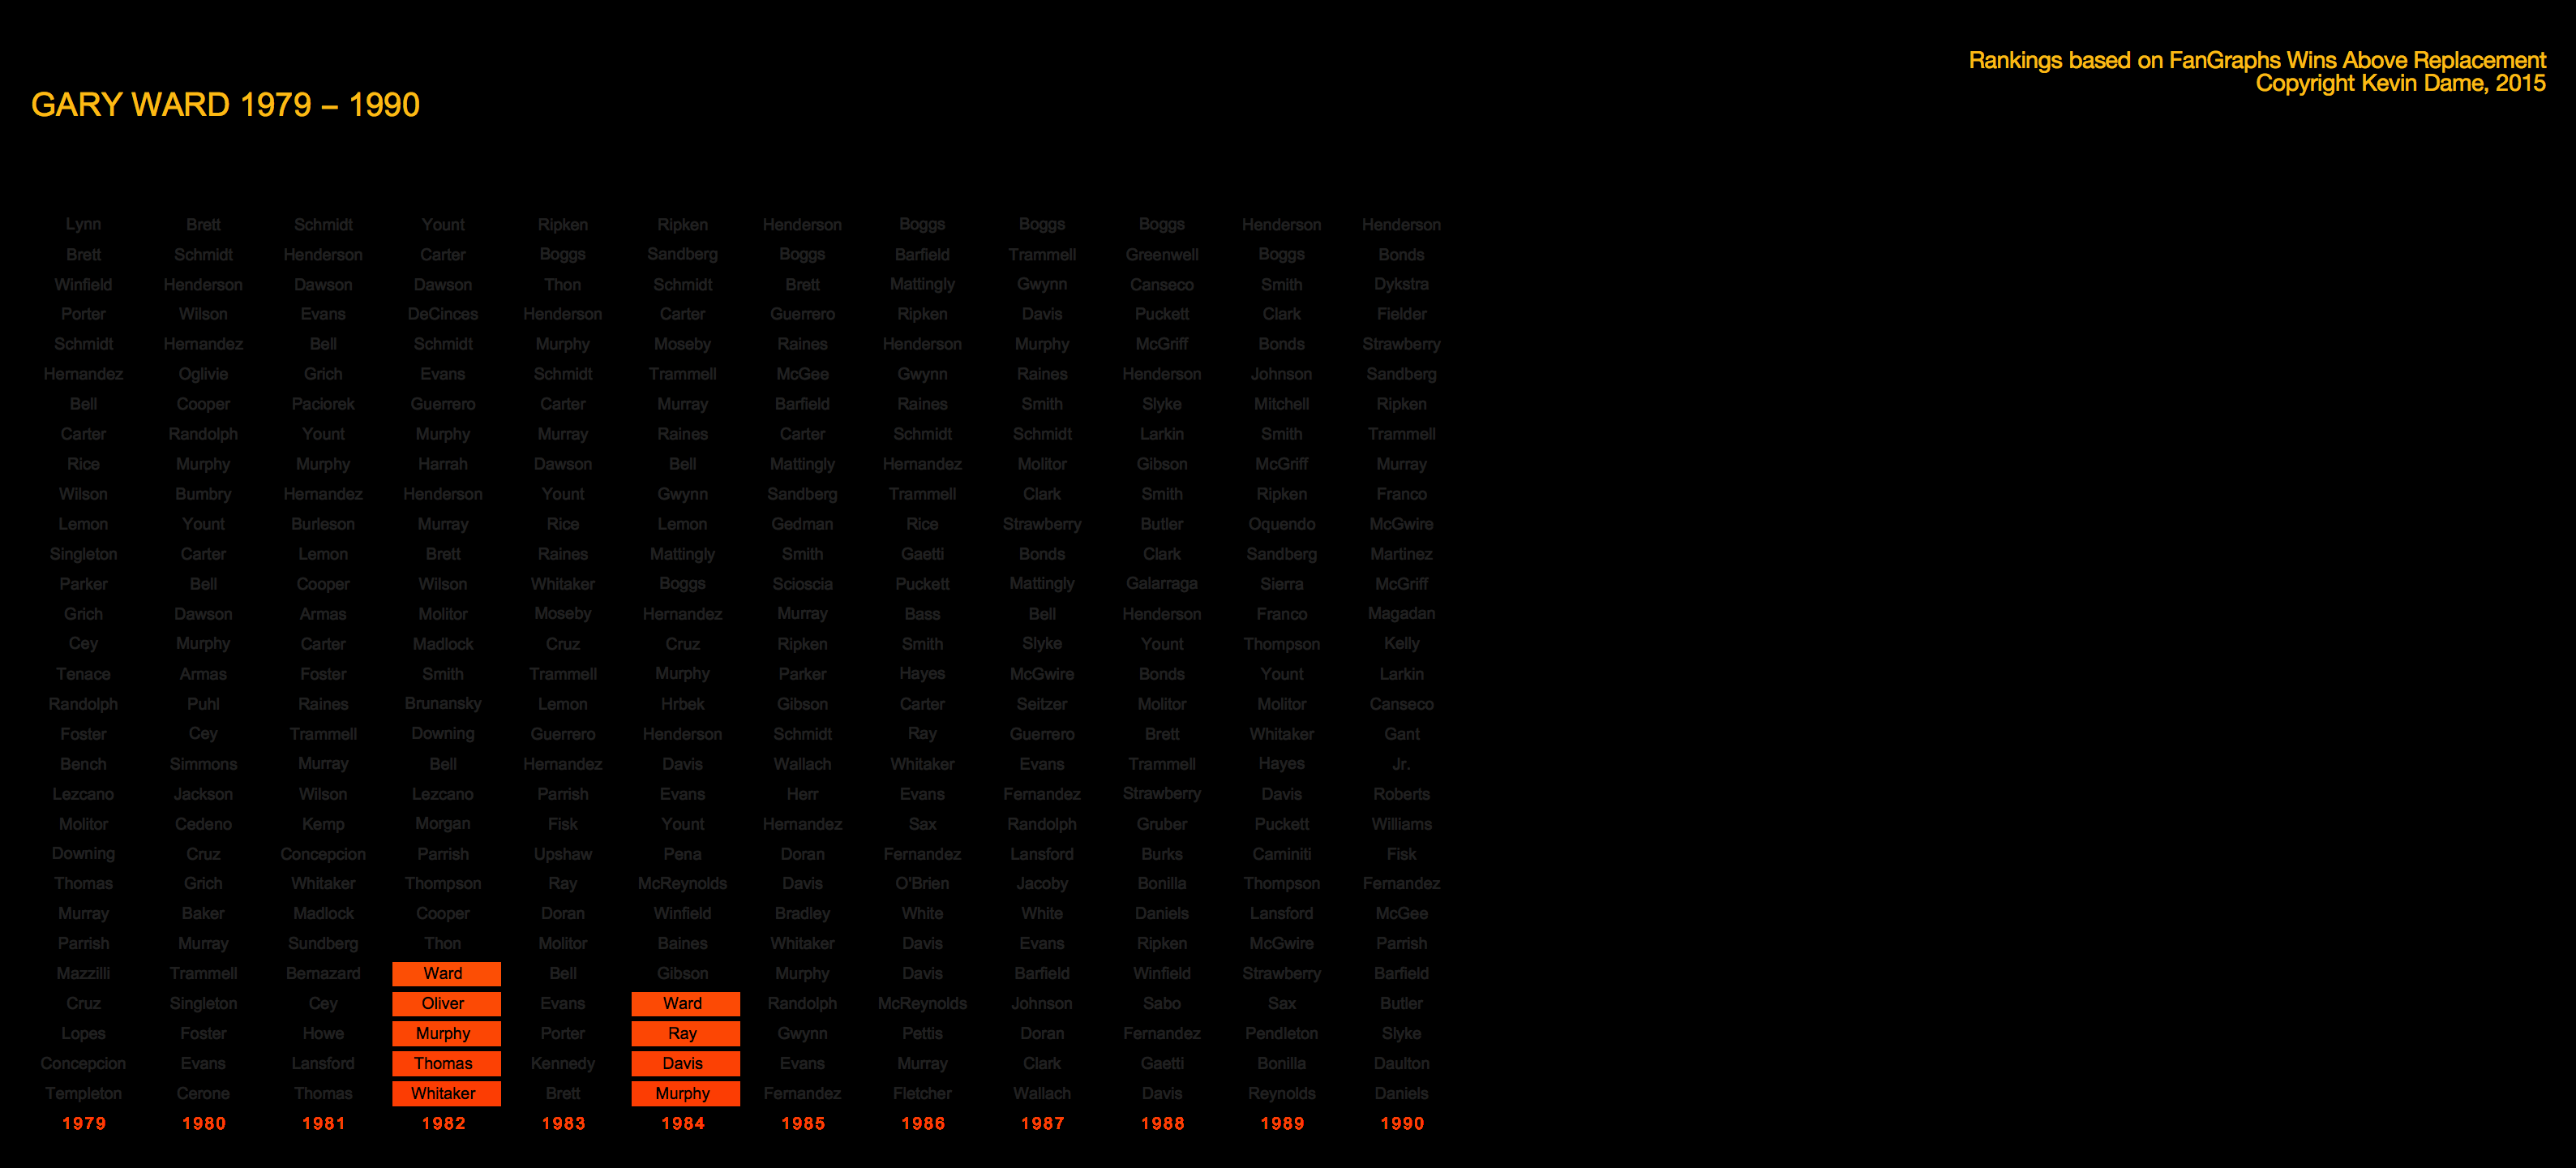 Rankings based on FanGraphs Wins Above Replacement
Copyright Kevin Dame, 2015
GARY WARD 1979 – 1990
Lynn Brett Schmidt Yount Ripken Ripken Henderson Boggs Boggs Boggs Henderson Henderson
Brett Schmidt Henderson Carter Boggs Sandberg Boggs Barfield Trammell Greenwell Boggs Bonds
Winfield Henderson Dawson Dawson Thon Schmidt Brett Mattingly Gwynn Canseco Smith Dykstra
Porter Wilson Evans DeCinces Henderson Carter Guerrero Ripken Davis Puckett Clark Fielder
Schmidt Hernandez Bell Schmidt Murphy Moseby Raines Henderson Murphy McGriff Bonds Strawberry
Hernandez Oglivie Grich Evans Schmidt Trammell McGee Gwynn Raines Henderson Johnson Sandberg
Bell Cooper Paciorek Guerrero Carter Murray Barfield Raines Smith Slyke Mitchell Ripken
Carter Randolph Yount Murphy Murray Raines Carter Schmidt Schmidt Larkin Smith Trammell
Rice Murphy Murphy Harrah Dawson Bell Mattingly Hernandez Molitor Gibson McGriff Murray
Wilson Bumbry Hernandez Henderson Yount Gwynn Sandberg Trammell Clark Smith Ripken Franco
Lemon Yount Burleson Murray Rice Lemon Gedman Rice Strawberry Butler Oquendo McGwire
Singleton Carter Lemon Brett Raines Mattingly Smith Gaetti Bonds Clark Sandberg Martinez
Parker Bell Cooper Wilson Whitaker Boggs Scioscia Puckett Mattingly Galarraga Sierra McGriff
Grich Dawson Armas Molitor Moseby Hernandez Murray Bass Bell Henderson Franco Magadan
Cey Murphy Carter Madlock Cruz Cruz Ripken Smith Slyke Yount Thompson Kelly
Tenace Armas Foster Smith Trammell Murphy Parker Hayes McGwire Bonds Yount Larkin
Randolph Puhl Raines Brunansky Lemon Hrbek Gibson Carter Seitzer Molitor Molitor Canseco
Foster Cey Trammell Downing Guerrero Henderson Schmidt Ray Guerrero Brett Whitaker Gant
Bench Simmons Murray Bell Hernandez Davis Wallach Whitaker Evans Trammell Hayes Jr.
Lezcano Jackson Wilson Lezcano Parrish Evans Herr Evans Fernandez Strawberry Davis Roberts
Molitor Cedeno Kemp Morgan Fisk Yount Hernandez Sax Randolph Gruber Puckett Williams
Downing Cruz Concepcion Parrish Upshaw Pena Doran Fernandez Lansford Burks Caminiti Fisk
Thomas Grich Whitaker Thompson Ray McReynolds Davis O'Brien Jacoby Bonilla Thompson Fernandez
Murray Baker Madlock Cooper Doran Winfield Bradley White White Daniels Lansford McGee
Parrish Murray Sundberg Thon Molitor Baines Whitaker Davis Evans Ripken McGwire Parrish
Mazzilli Trammell Bernazard Ward Bell Gibson Murphy Davis Barfield Winfield Strawberry Barfield
Cruz Singleton Cey Oliver Evans Ward Randolph McReynolds Johnson Sabo Sax Butler
Lopes Foster Howe Murphy Porter Ray Gwynn Pettis Doran Fernandez Pendleton Slyke
Concepcion Evans Lansford Thomas Kennedy Davis Evans Murray Clark Gaetti Bonilla Daulton
Templeton Cerone Thomas Whitaker Brett Murphy Fernandez Fletcher Wallach Davis Reynolds Daniels
1979 1980 1981 1982 1983 1984 1985 1986 1987 1988 1989 1990